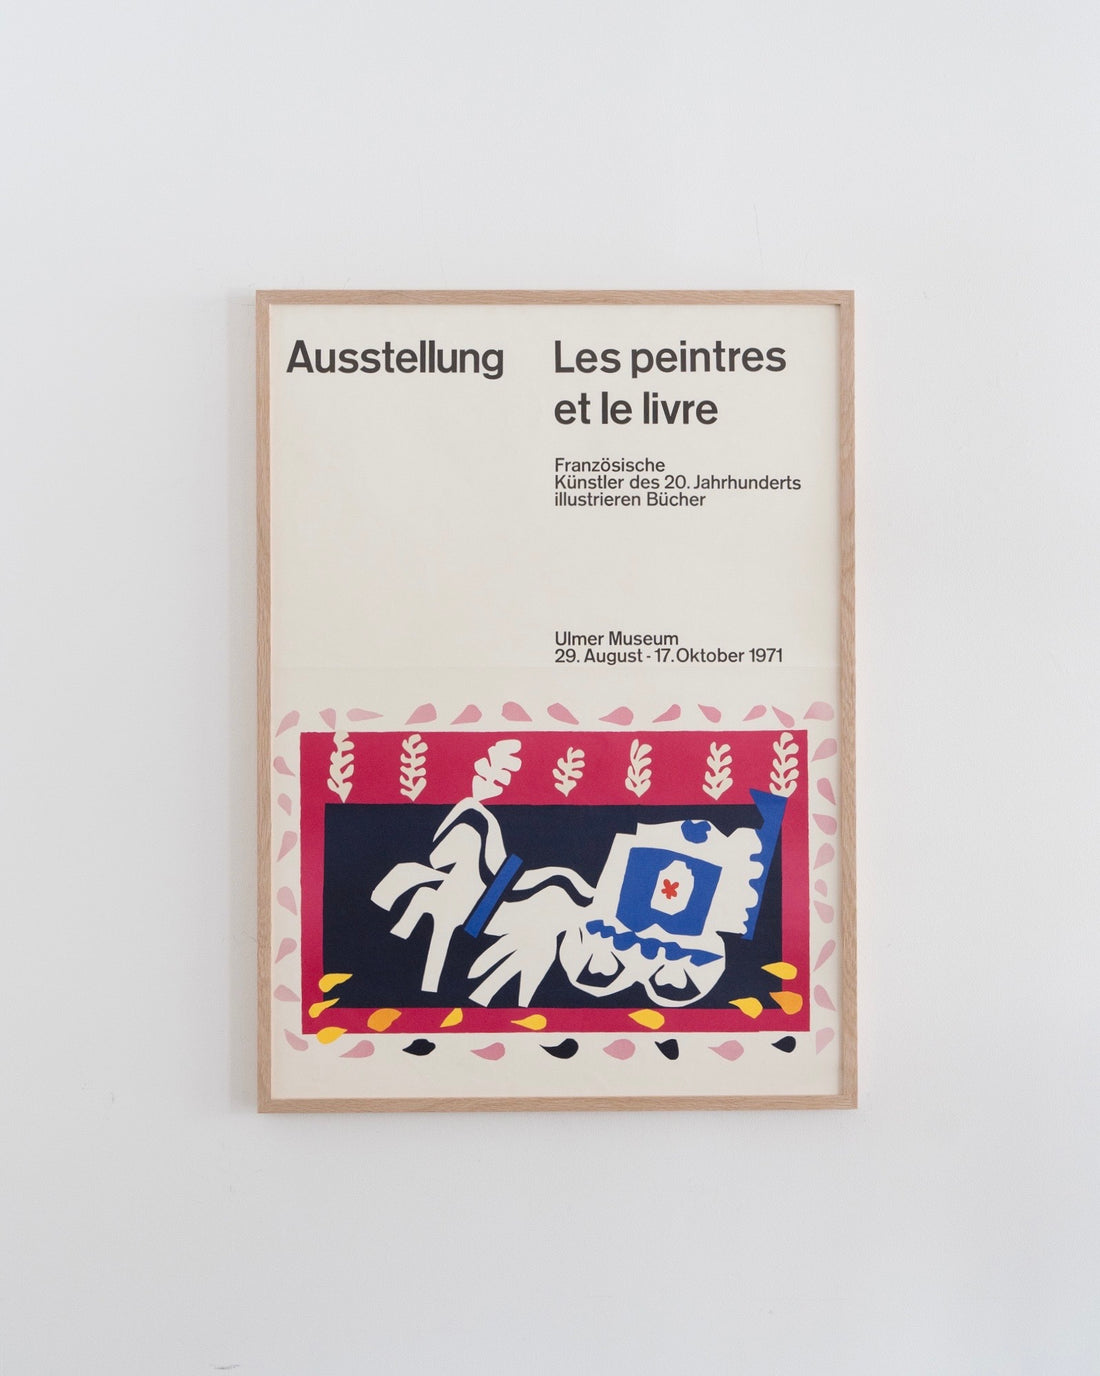 Ausstellung
Les peintres
et le livre
Französische
Künstler des 20. Jahrhunderts
illustrieren Bücher
Ulmer Museum
29. August - 17. Oktober 1971